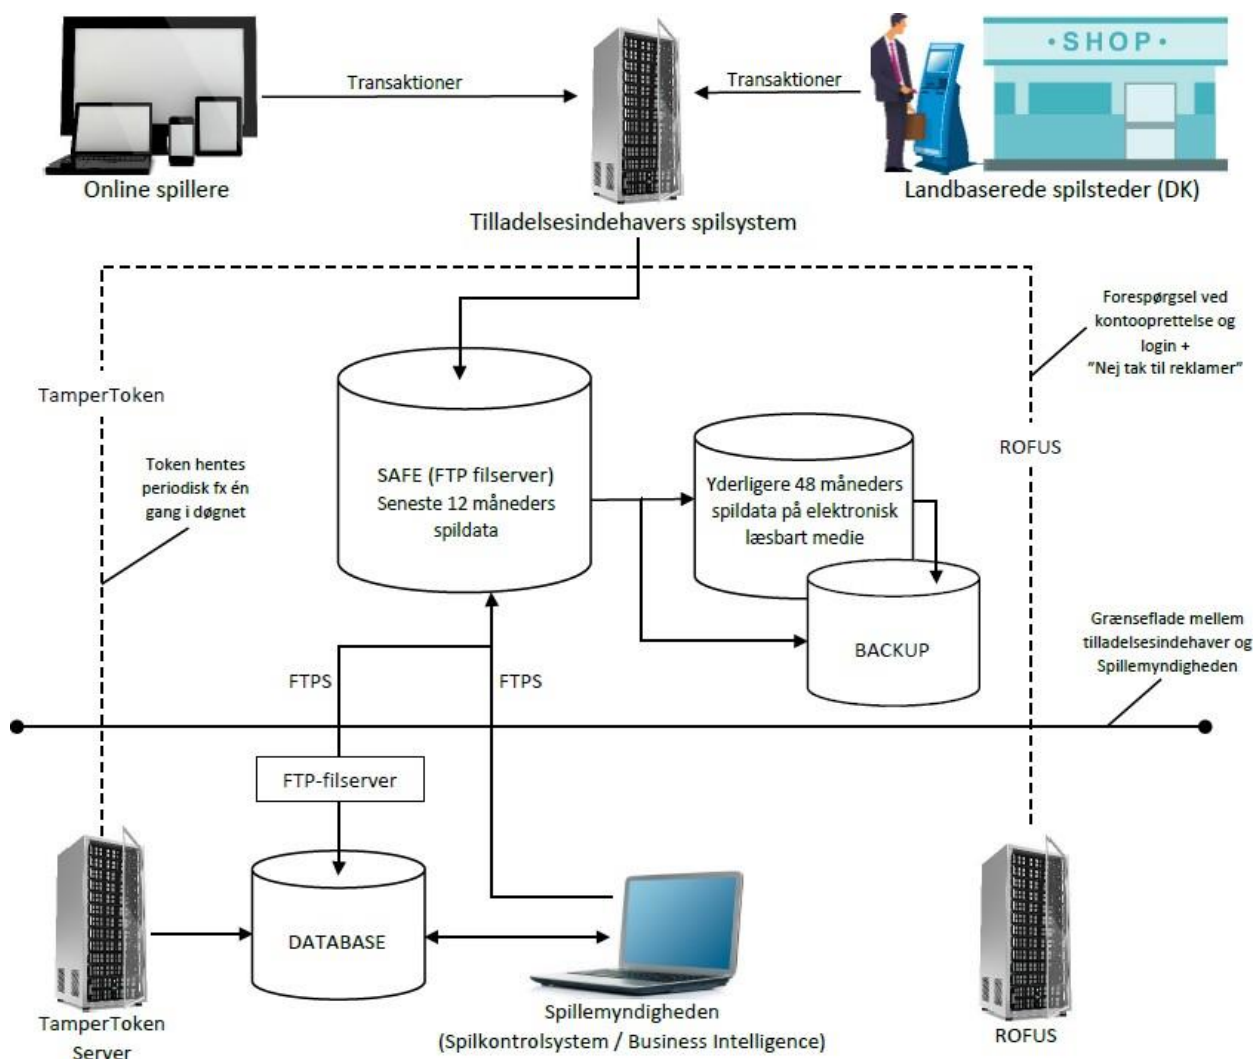 · SHOP ·
Transaktioner
Transaktioner
Online spillere
Landbaserede spilsteder (DK)
Tilladelsesindehavers spilsystem
Forespørgsel ved
kontooprettelse og
login +
”Nej tak til reklamer”
TamperToken
ROFUS
Token hentes
periodisk fx én
gang i døgnet
SAFE (FTP filserver)
Seneste 12 måneders
spildata
Yderligere 48 måneders
spildata på elektronisk
læsbart medie
BACKUP
Grænseflade mellem
tilladelsesindehaver og
Spillemyndigheden
FTPS
FTPS
FTP-filserver
DATABASE
TamperToken
Server
Spillemyndigheden
(Spilkontrolsystem / Business Intelligence)
ROFUS